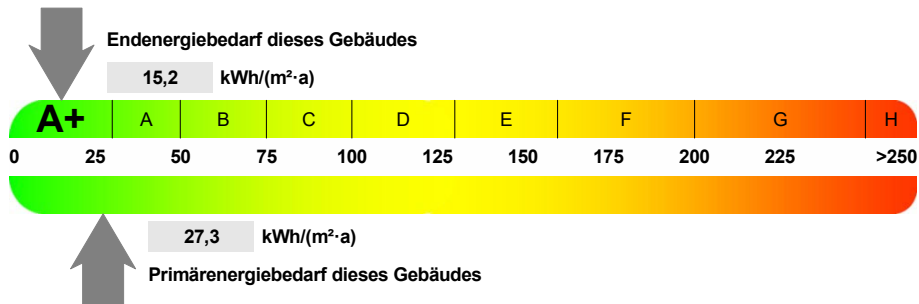 Endenergiebedarf dieses Gebäudes
15,2 kWh/(m²·a)
A+ A B C D E F G H
0 25 50 75 100 125 150 175 200 225 >250
27,3 kWh/(m²·a)
Primärenergiebedarf dieses Gebäudes